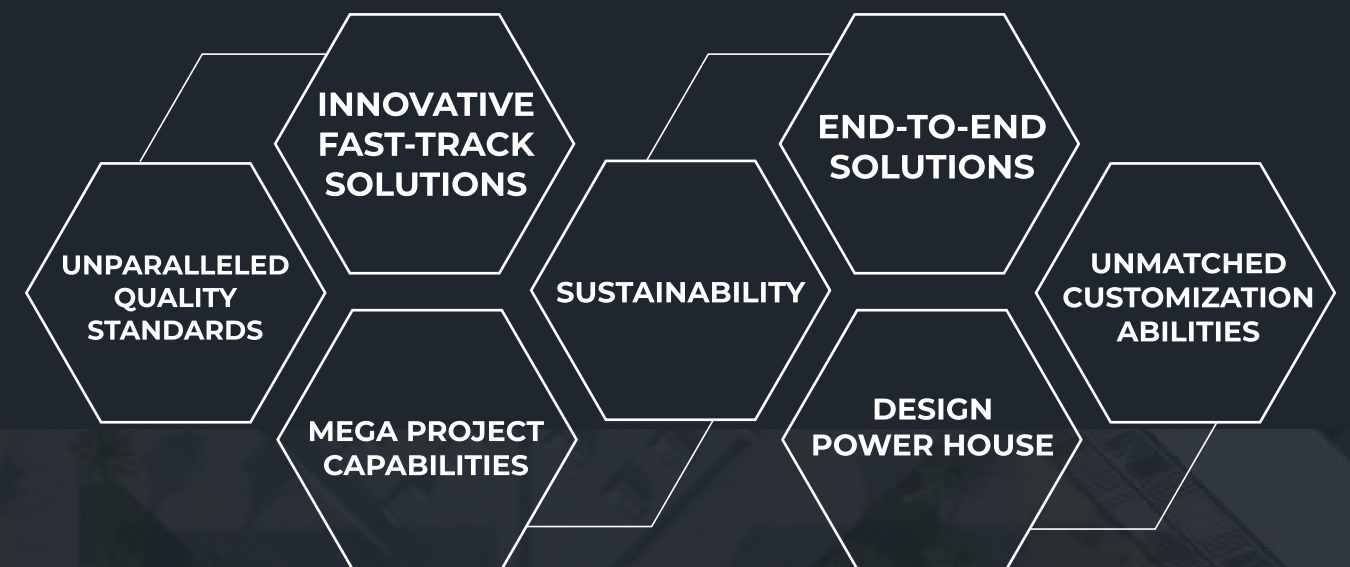 INNOVATIVE
FAST-TRACK
SOLUTIONS
END-TO-END
SOLUTIONS
UNPARALLELED
QUALITY
STANDARDS
SUSTAINABILITY
UNMATCHED
CUSTOMIZATION
ABILITIES
MEGA PROJECT
CAPABILITIES
DESIGN
POWER HOUSE